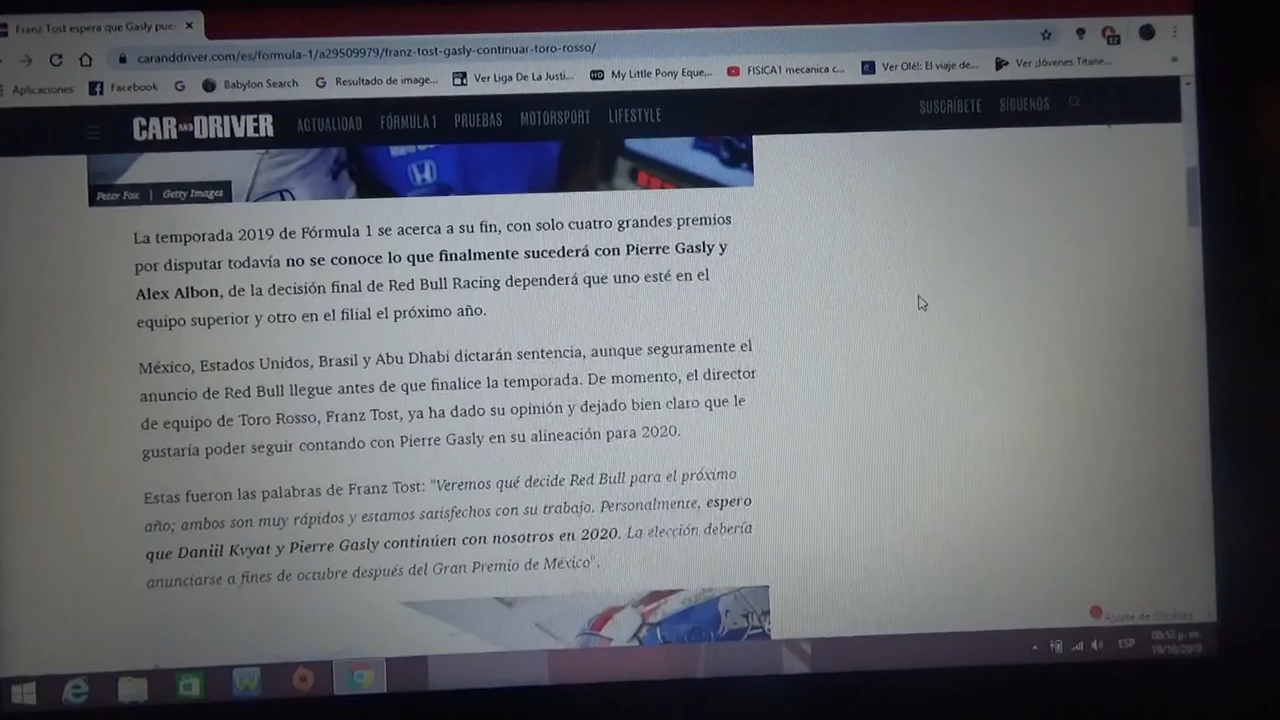 Franz Tost espera que Gasly pue
caranddriver.com/es/formula-1/a29509979/franz-tost-gasly-continuar-toro-rosso/
Aplicaciones Facebook Babylon Search Resultado de image... Ver Liga De La Justi... My Little Pony Eque,... FISICA1 mecanica c... Ver Olé!: El viaje de... Ver ¡Jóvenes Titane...
CAR AND DRIVER ACTUALIDAD FÓRMULA 1 PRUEBAS MOTORSPORT LIFESTYLE SUSCRÍBETE SÍGUENOS
Peter Fox | Getty Images
La temporada 2019 de Fórmula 1 se acerca a su fin, con solo cuatro grandes premios
por disputar todavía no se conoce lo que finalmente sucederá con Pierre Gasly y
Alex Albon, de la decisión final de Red Bull Racing dependerá que uno esté en el
equipo superior y otro en el filial el próximo año.
México, Estados Unidos, Brasil y Abu Dhabi dictarán sentencia, aunque seguramente el
anuncio de Red Bull llegue antes de que finalice la temporada. De momento, el director
de equipo de Toro Rosso, Franz Tost, ya ha dado su opinión y dejado bien claro que le
gustaría poder seguir contando con Pierre Gasly en su alineación para 2020.
Estas fueron las palabras de Franz Tost: "Veremos qué decide Red Bull para el próximo
año; ambos son muy rápidos y estamos satisfechos con su trabajo. Personalmente, espero
que Daniil Kvyat y Pierre Gasly continúen con nosotros en 2020. La elección debería
anunciarse a fines de octubre después del Gran Premio de México".
Ajuste de Cookies
ESP
19/10/2019